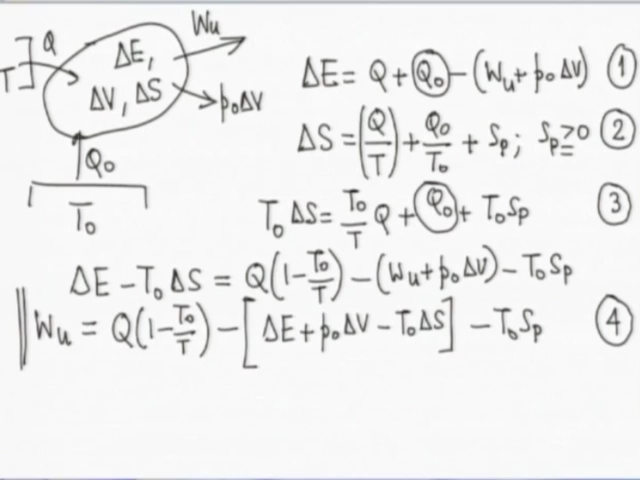 Q
Wu
T
ΔE,
ΔV, ΔS
p₀ΔV
Q₀
T₀
ΔE = Q + Q₀ − (Wu + p₀ΔV) ①
ΔS = (Q/T) + Q₀/T₀ + Sp; Sp ≥ 0 ②
T₀ΔS = T₀/T Q + Q₀ + T₀Sp ③
ΔE − T₀ΔS = Q(1 − T₀/T) − (Wu + p₀ΔV) − T₀Sp
Wu = Q(1 − T₀/T) − [ΔE + p₀ΔV − T₀ΔS] − T₀Sp ④